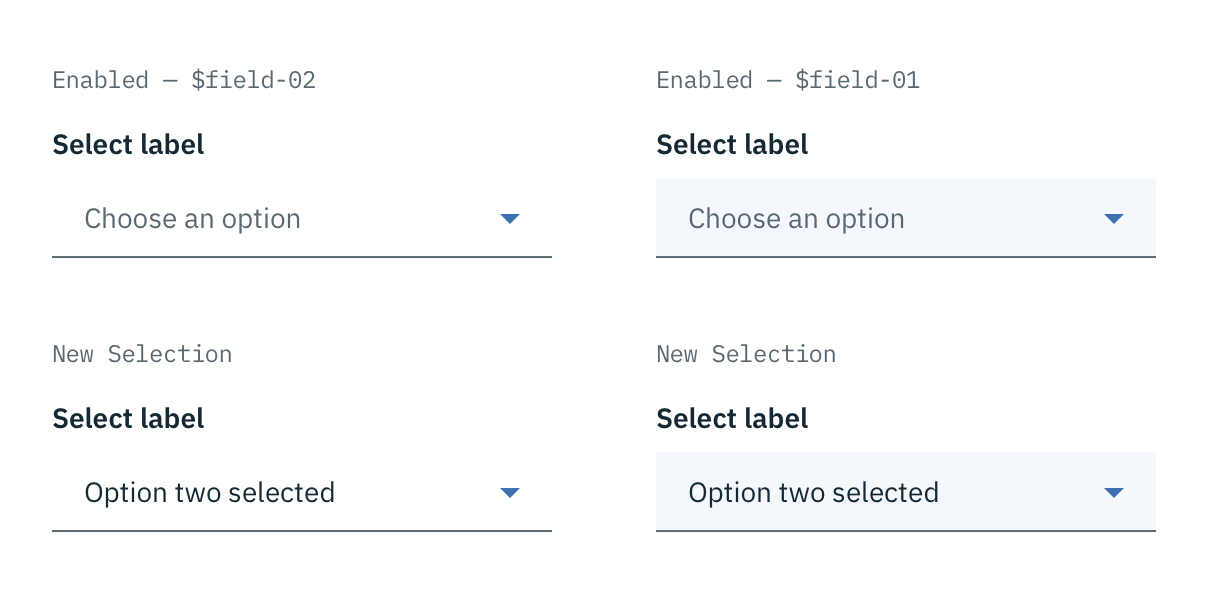 Enabled — $field-02
Select label
Choose an option
New Selection
Select label
Option two selected
Enabled — $field-01
Select label
Choose an option
New Selection
Select label
Option two selected